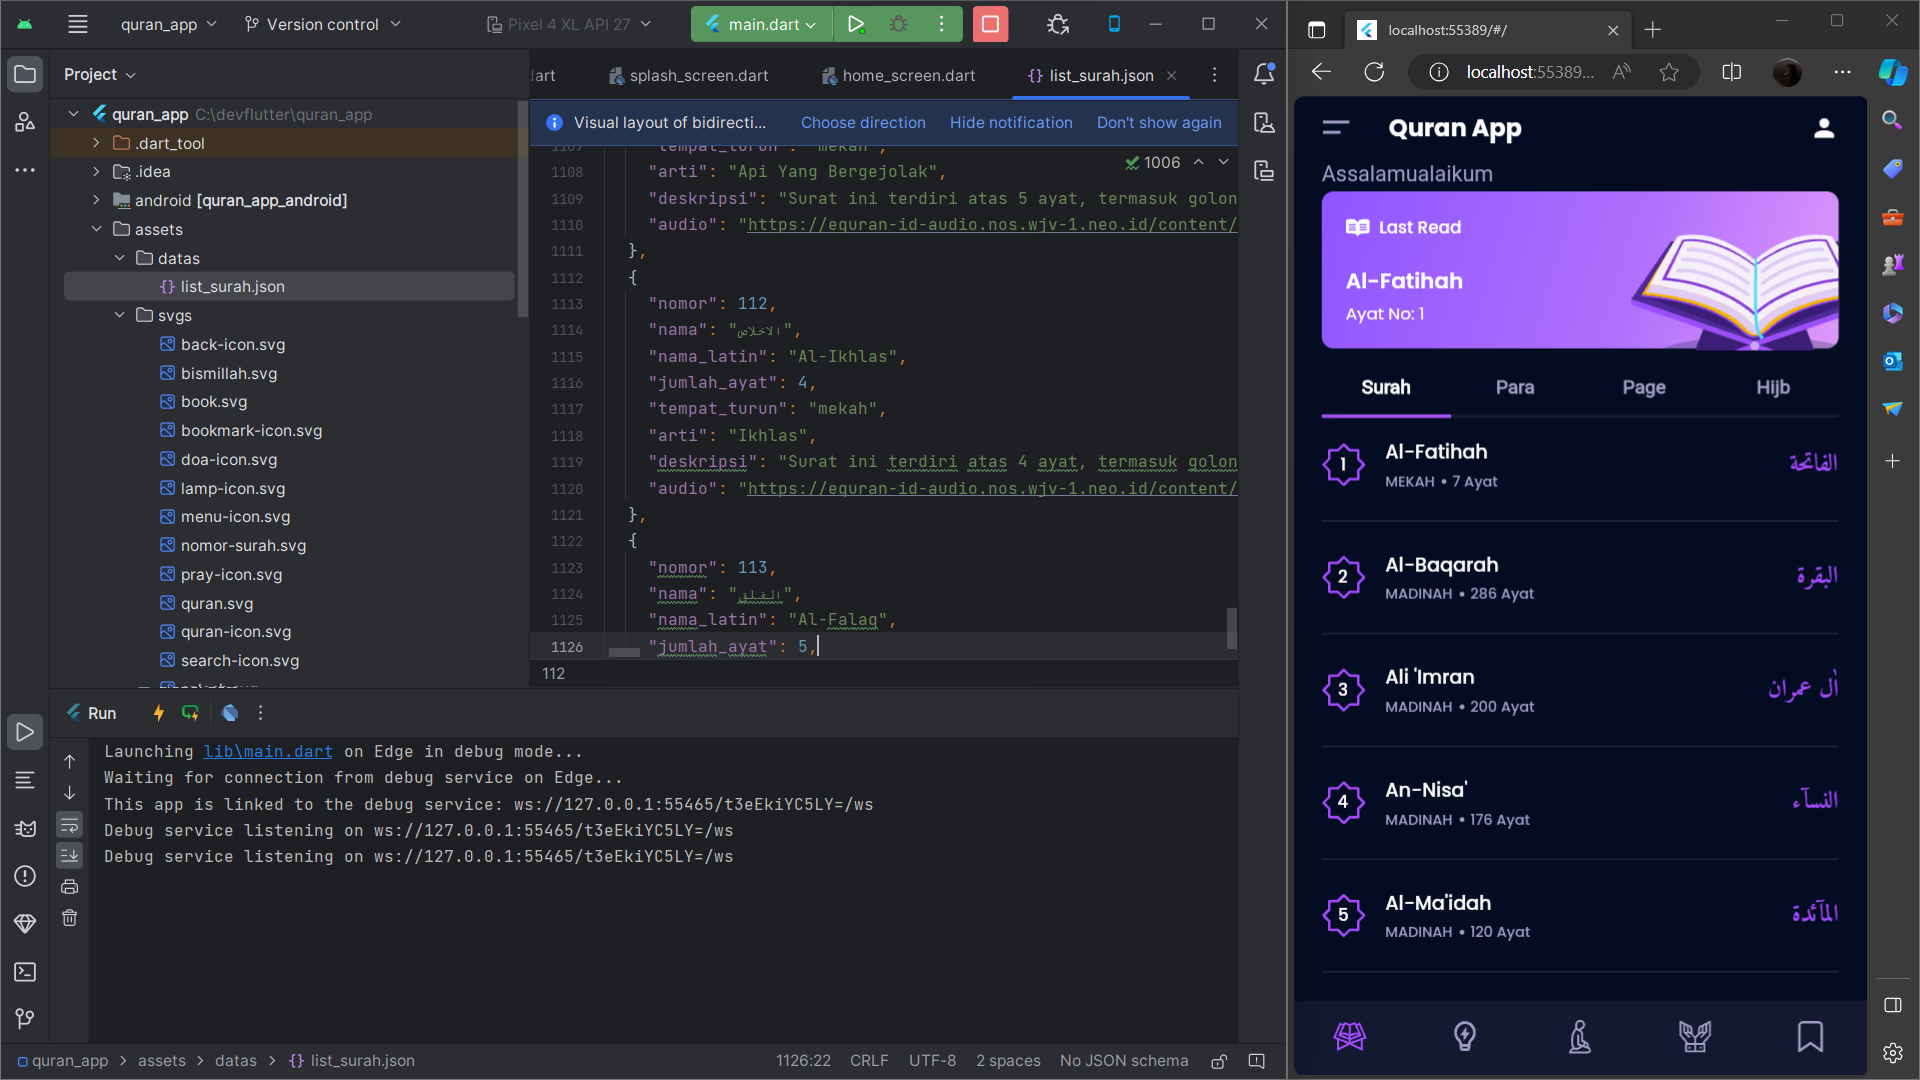 quran_app
Version control
Pixel 4 XL API 27
main.dart
Project
dart
splash_screen.dart
home_screen.dart
{} list_surah.json
Visual layout of bidirecti...
Choose direction
Hide notification
Don't show again
quran_app C:\devflutter\quran_app
.dart_tool
.idea
android [quran_app_android]
assets
datas
{} list_surah.json
svgs
back-icon.svg
bismillah.svg
book.svg
bookmark-icon.svg
doa-icon.svg
lamp-icon.svg
menu-icon.svg
nomor-surah.svg
pray-icon.svg
quran.svg
quran-icon.svg
search-icon.svg
1006
1107 "tempat_turun": "mekah",
1108 "arti": "Api Yang Bergejolak",
1109 "deskripsi": "Surat ini terdiri atas 5 ayat, termasuk golon
1110 "audio": "https://equran-id-audio.nos.wjv-1.neo.id/content/
1111 },
1112 {
1113 "nomor": 112,
1114 "nama": "الاخلاص",
1115 "nama_latin": "Al-Ikhlas",
1116 "jumlah_ayat": 4,
1117 "tempat_turun": "mekah",
1118 "arti": "Ikhlas",
1119 "deskripsi": "Surat ini terdiri atas 4 ayat, termasuk golon
1120 "audio": "https://equran-id-audio.nos.wjv-1.neo.id/content/
1121 },
1122 {
1123 "nomor": 113,
1124 "nama": "الفلق",
1125 "nama_latin": "Al-Falaq",
1126 "jumlah_ayat": 5,
112
Run
Launching lib\main.dart on Edge in debug mode...
Waiting for connection from debug service on Edge...
This app is linked to the debug service: ws://127.0.0.1:55465/t3eEkiYC5LY=/ws
Debug service listening on ws://127.0.0.1:55465/t3eEkiYC5LY=/ws
Debug service listening on ws://127.0.0.1:55465/t3eEkiYC5LY=/ws
quran_app > assets > datas > {} list_surah.json
1126:22
CRLF
UTF-8
2 spaces
No JSON schema
localhost:55389/#/
localhost:55389...
Quran App
Assalamualaikum
Last Read
Al-Fatihah
Ayat No: 1
Surah
Para
Page
Hijb
1
Al-Fatihah
MEKAH • 7 Ayat
الفاتحة
2
Al-Baqarah
MADINAH • 286 Ayat
البقرة
3
Ali 'Imran
MADINAH • 200 Ayat
اٰل عمران
4
An-Nisa'
MADINAH • 176 Ayat
النسآء
5
Al-Ma'idah
MADINAH • 120 Ayat
المآئدة